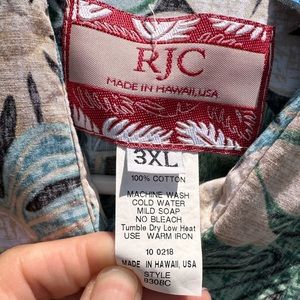 RJC
MADE IN HAWAII, USA
3XL
100% COTTON
MACHINE WASH
COLD WATER
MILD SOAP
NO BLEACH
Tumble Dry Low Heat
USE WARM IRON
10 0218
MADE IN HAWAII, USA
STYLE
9308C